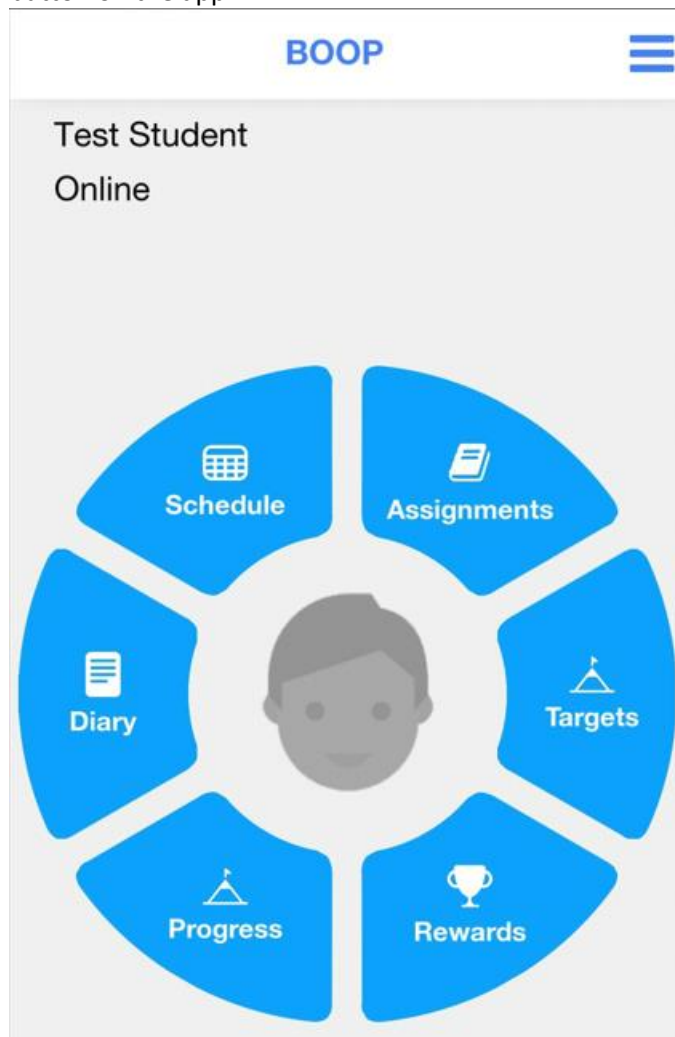 BOOP
Test Student
Online
Schedule
Assignments
Diary
Targets
Progress
Rewards